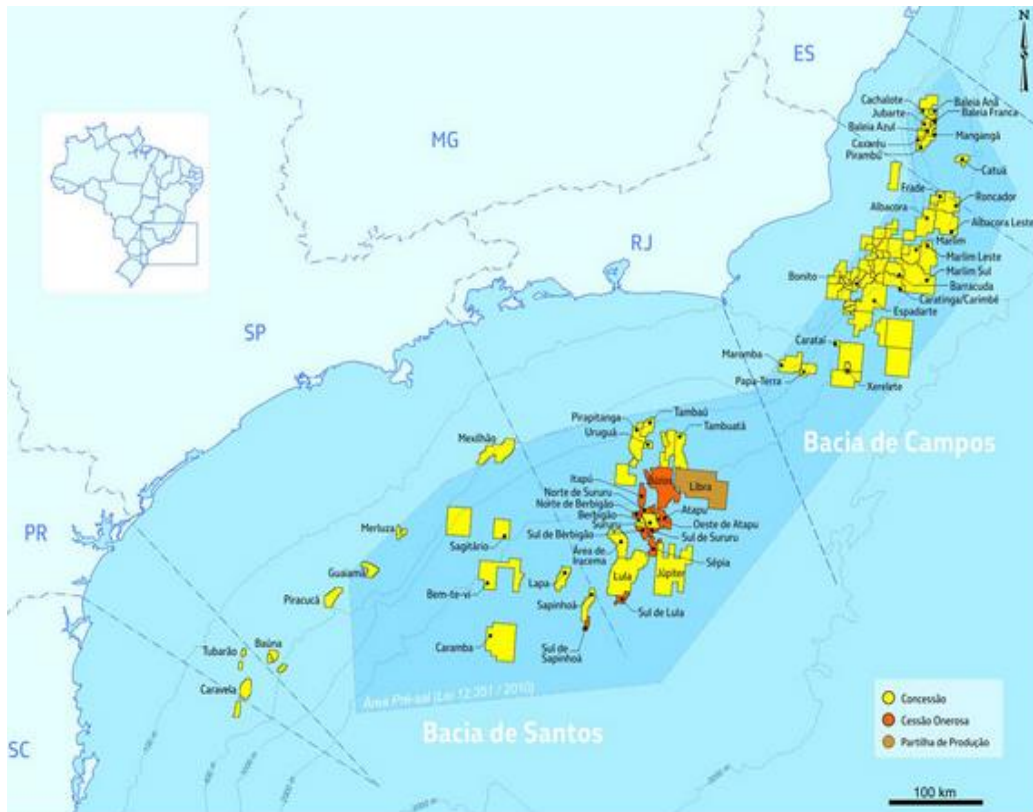 N
S
ES
MG
Cachalote
Baleia Anã
Jubarte
Baleia Franca
Baleia Azul
Mangangá
Caxaréu
Pirambú
Catuá
Frade
Roncador
Albacora
Albacora Leste
RJ
Marlim
Marlim Leste
Bonito
Marlim Sul
Barracuda
Caratinga/Carimbé
Espadarte
SP
Carataí
Maromba
Papa-Terra
Xerelete
Bacia de Campos
Pirapitanga
Tambaú
Uruguá
Tambuatá
Mexilhão
Itapú
Búzios
Libra
Norte de Sururu
Norte de Berbigão
Atapu
Berbigão
Oeste de Atapu
Sururu
Sul de Berbigão
Sul de Sururu
PR
Merluza
Sagitário
Área de
Iracema
Sépia
Guaiamá
Bem-te-vi
Lapa
Lula
Júpiter
Piracucá
Sapinhoá
Sul de Lula
Caramba
Sul de
Sapinhoá
Tubarão
Baúna
Caravela
Área Pré-sal (Lei 12.351 / 2010)
Bacia de Santos
SC
Concessão
Cessão Onerosa
Partilha de Produção
100 km